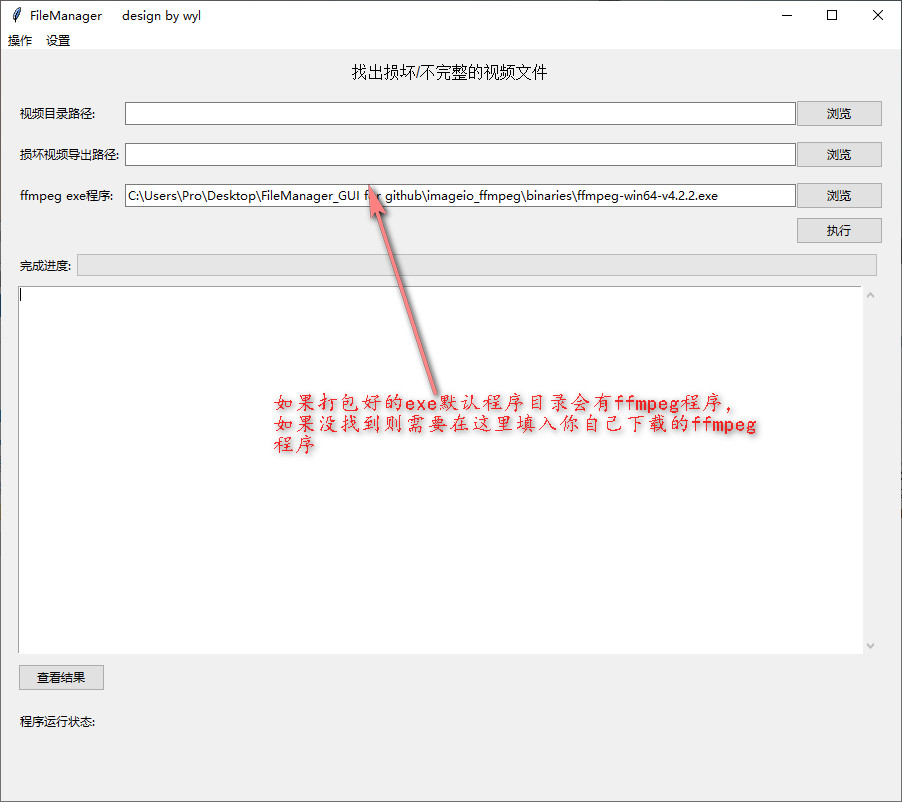 FileManager design by wyl
操作 设置
找出损坏/不完整的视频文件
视频目录路径: 浏览
损坏视频导出路径: 浏览
ffmpeg exe程序: C:\Users\Pro\Desktop\FileManager_GUI for github\imageio_ffmpeg\binaries\ffmpeg-win64-v4.2.2.exe 浏览
执行
完成进度:
如果打包好的exe默认程序目录会有ffmpeg程序，
如果没找到则需要在这里填入你自己下载的ffmpeg
程序
查看结果
程序运行状态: